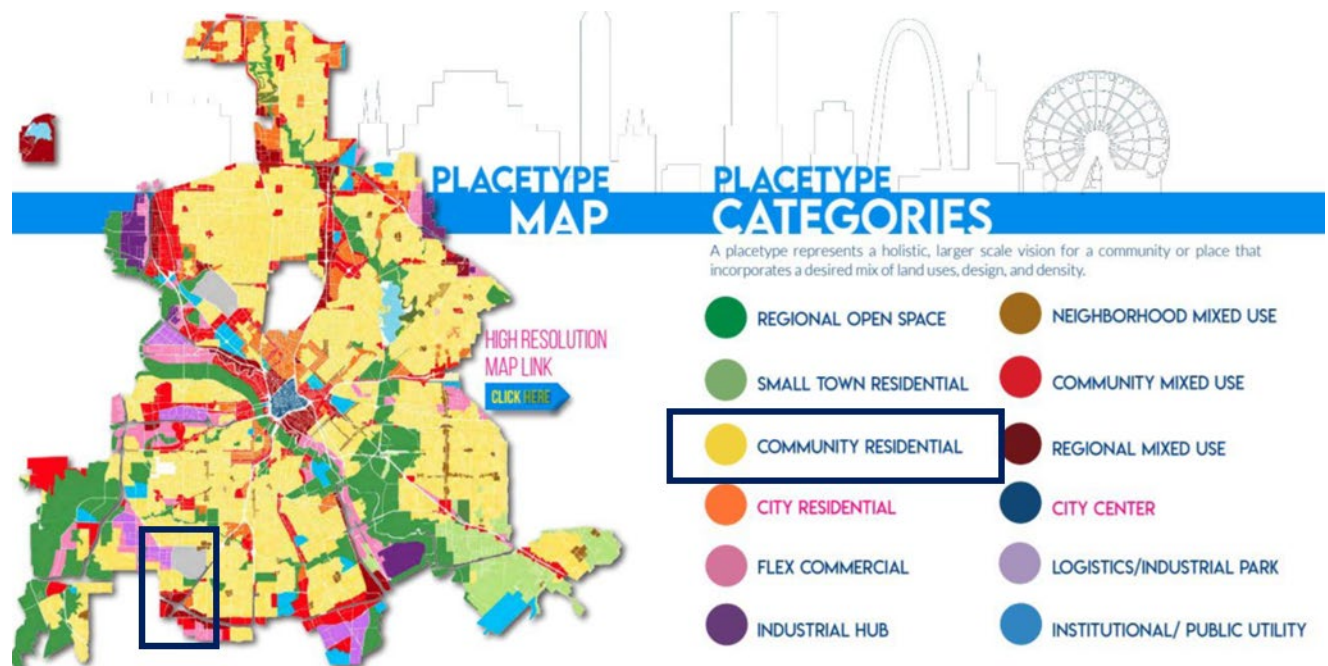 PLACETYPE
MAP
HIGH RESOLUTION
MAP LINK
CLICK HERE
PLACETYPE
CATEGORIES
A placetype represents a holistic, larger scale vision for a community or place that
incorporates a desired mix of land uses, design, and density.
REGIONAL OPEN SPACE
SMALL TOWN RESIDENTIAL
COMMUNITY RESIDENTIAL
CITY RESIDENTIAL
FLEX COMMERCIAL
INDUSTRIAL HUB
NEIGHBORHOOD MIXED USE
COMMUNITY MIXED USE
REGIONAL MIXED USE
CITY CENTER
LOGISTICS/INDUSTRIAL PARK
INSTITUTIONAL/ PUBLIC UTILITY